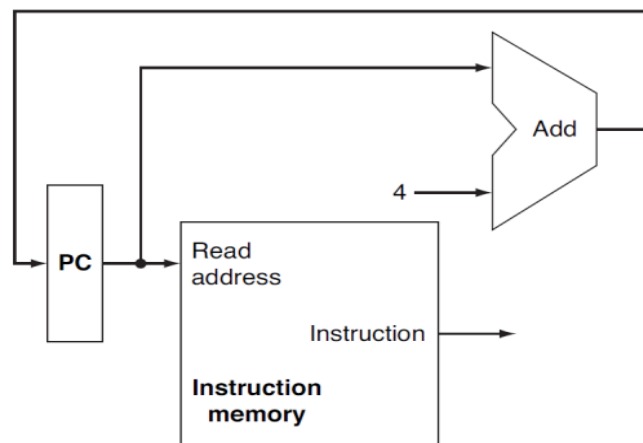 Add
4
PC
Read
address
Instruction
Instruction
memory